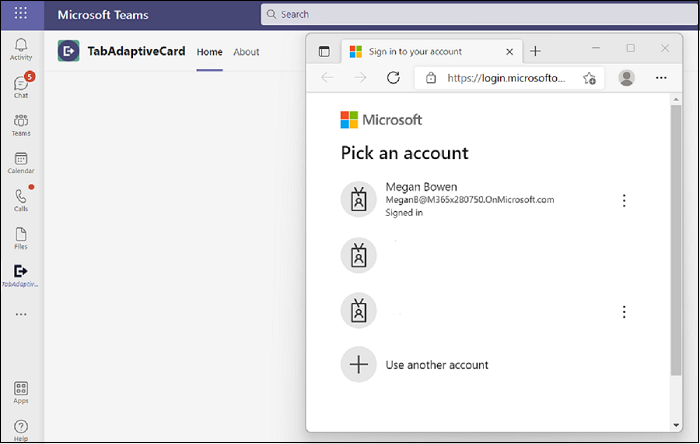 Microsoft Teams
Search
Activity
5
Chat
Teams
Calendar
Calls
Files
TabAdaptiv...
Apps
Help
TabAdaptiveCard Home About
Sign in to your account
https://login.microsofto...
Microsoft
Pick an account
Megan Bowen
MeganB@M365x280750.OnMicrosoft.com
Signed in
Use another account